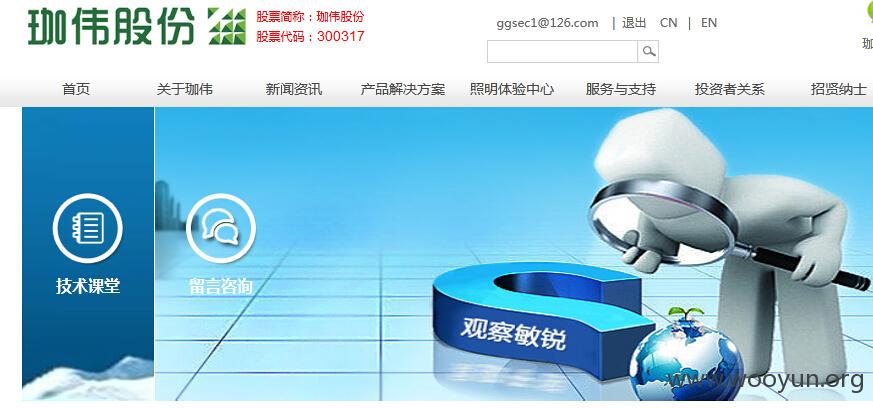 珈伟股份
股票简称：珈伟股份
股票代码：300317
ggsec1@126.com | 退出 CN | EN
珈
首页 关于珈伟 新闻资讯 产品解决方案 照明体验中心 服务与支持 投资者关系 招贤纳士
技术课堂
留言咨询
观察敏锐
www.wooyun.org